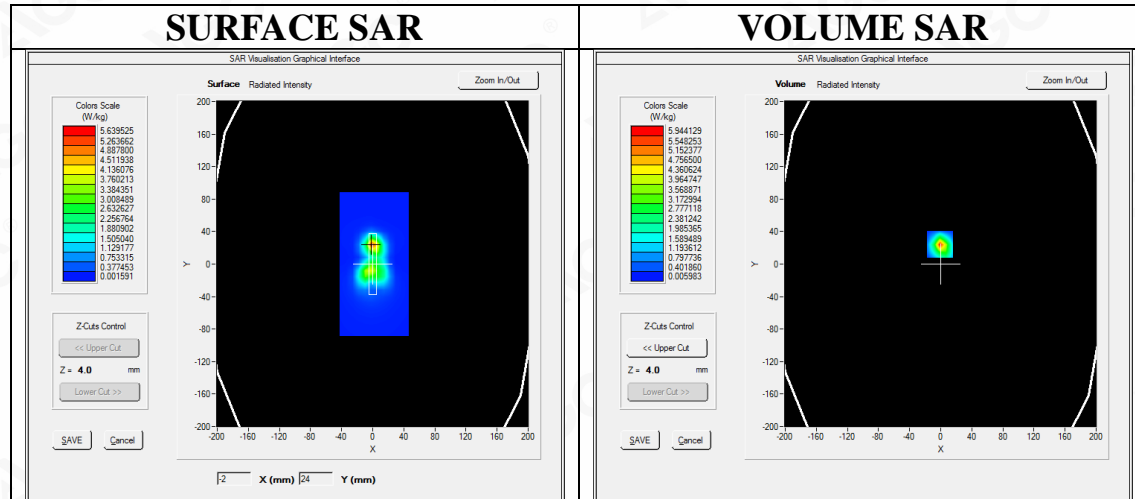 SURFACE SAR
SAR Visualisation Graphical Interface
Surface Radiated Intensity
Zoom In/Out
Colors Scale
(W/kg)
5.639525
5.263662
4.887800
4.511938
4.136076
3.760213
3.384351
3.008489
2.632627
2.256764
1.880902
1.505040
1.129177
0.753315
0.377453
0.001591
Z-Cuts Control
<< Upper Cut
Z = 4.0 mm
Lower Cut >>
SAVE Cancel
200
160
120
80
40
0
-40
-80
-120
-160
-200
Y
-200 -160 -120 -80 -40 0 40 80 120 160 200
X
-2 X (mm) 24 Y (mm)
VOLUME SAR
SAR Visualisation Graphical Interface
Volume Radiated Intensity
Zoom In/Out
Colors Scale
(W/kg)
5.944129
5.548253
5.152377
4.756500
4.360624
3.964747
3.568871
3.172994
2.777118
2.381242
1.985365
1.589489
1.193612
0.797736
0.401860
0.005983
Z-Cuts Control
<< Upper Cut
Z = 4.0 mm
Lower Cut >>
SAVE Cancel
200
160
120
80
40
0
-40
-80
-120
-160
-200
Y
-200 -160 -120 -80 -40 0 40 80 120 160 200
X